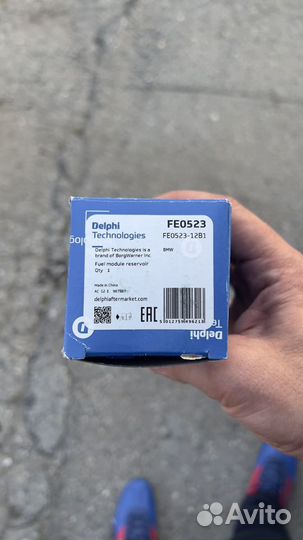 Delphi
Technologies
FE0523
FE0523-12B1
Delphi Technologies is a
brand of BorgWarner Inc
BMW
Fuel module reservoir
Qty 1
Made in China
delphiaftermarket.com
EAC
Delphi
Avito